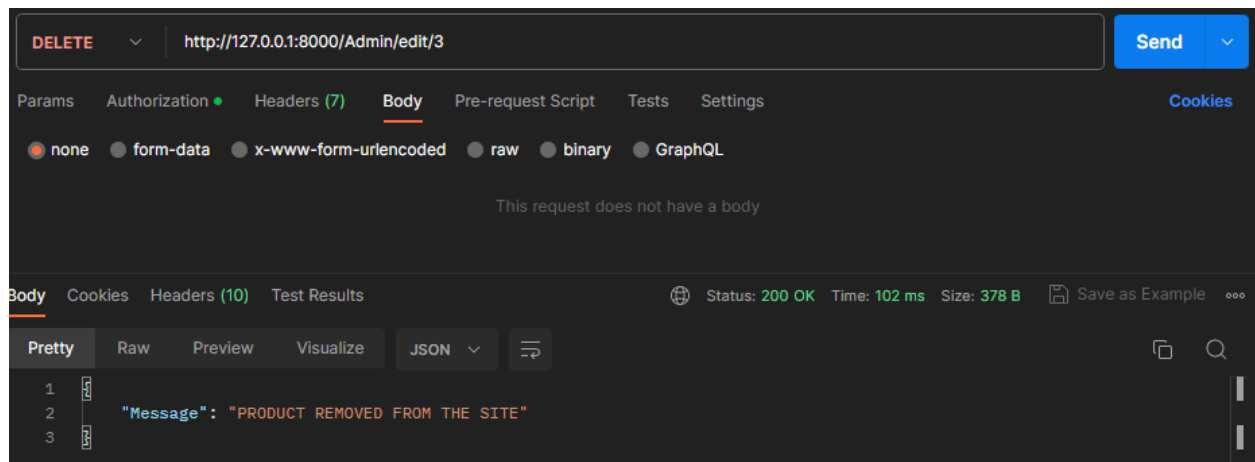 DELETE http://127.0.0.1:8000/Admin/edit/3 Send
Params Authorization Headers (7) Body Pre-request Script Tests Settings Cookies
none form-data x-www-form-urlencoded raw binary GraphQL
This request does not have a body
Body Cookies Headers (10) Test Results Status: 200 OK Time: 102 ms Size: 378 B Save as Example
Pretty Raw Preview Visualize JSON
1 {
2 "Message": "PRODUCT REMOVED FROM THE SITE"
3 }